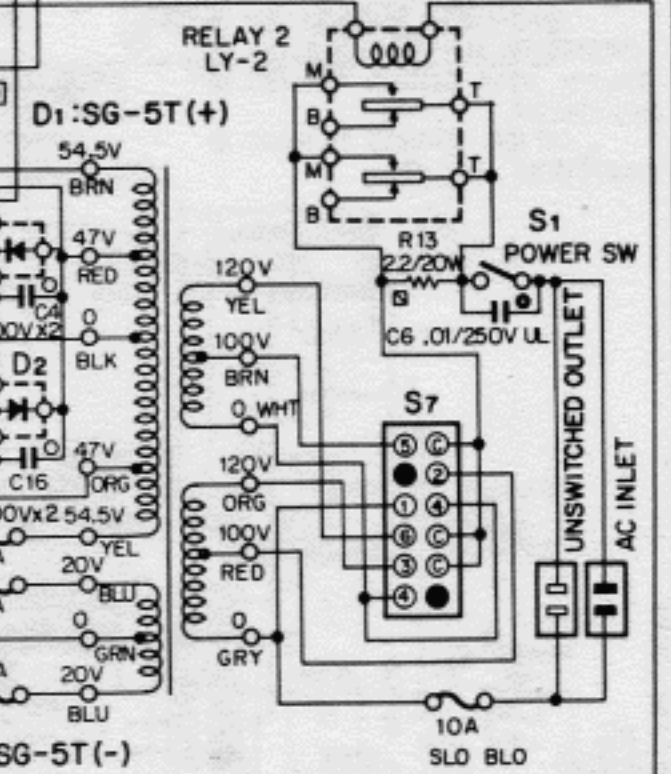 RELAY 2
LY-2
M
T
B
M
T
B
D1:SG-5T(+)
54.5V
BRN
47V
RED
C4
00V x2
0
BLK
D2
47V
ORG
C16
00Vx2 54.5V
YEL
20V
BLU
0
GRN
20V
BLU
SG-5T(-)
120V
YEL
100V
BRN
0 WHT
120V
ORG
100V
RED
0
GRY
R13
2.2/20W
S1
POWER SW
C6 .01/250V UL
S7
5 C
2
1 4
6 C
3 C
4
UNSWITCHED OUTLET
AC INLET
10A
SLO BLO